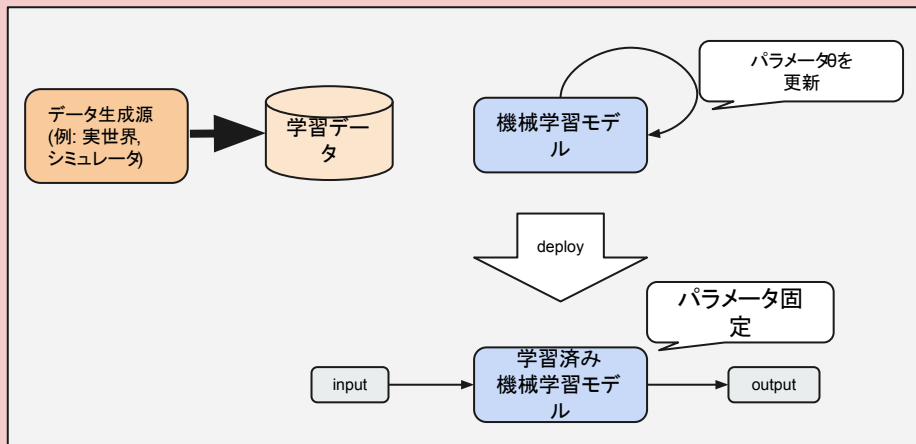 データ生成源
(例: 実世界,
シミュレータ)
学習デー
タ
機械学習モデ
ル
パラメータθを
更新
deploy
パラメータ固
定
input
学習済み
機械学習モデ
ル
output